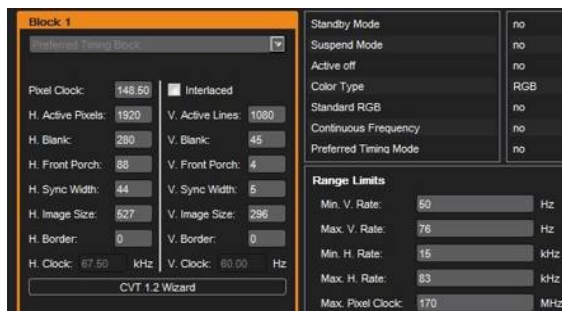 Block 1
Preferred Timing Block
Pixel Clock: 148.50 Interlaced
H. Active Pixels: 1920 V. Active Lines: 1080
H. Blank: 280 V. Blank: 45
H. Front Porch: 88 V. Front Porch: 4
H. Sync Width: 44 V. Sync Width: 5
H. Image Size: 527 V. Image Size: 296
H. Border: 0 V. Border: 0
H. Clock: 67.50 kHz V. Clock: 60.00 Hz
CVT 1.2 Wizard
Standby Mode no
Suspend Mode no
Active off no
Color Type RGB
Standard RGB no
Continuous Frequency no
Preferred Timing Mode no
Range Limits
Min. V. Rate: 50 Hz
Max. V. Rate: 76 Hz
Min. H. Rate: 15 kHz
Max. H. Rate: 83 kHz
Max. Pixel Clock: 170 MHz